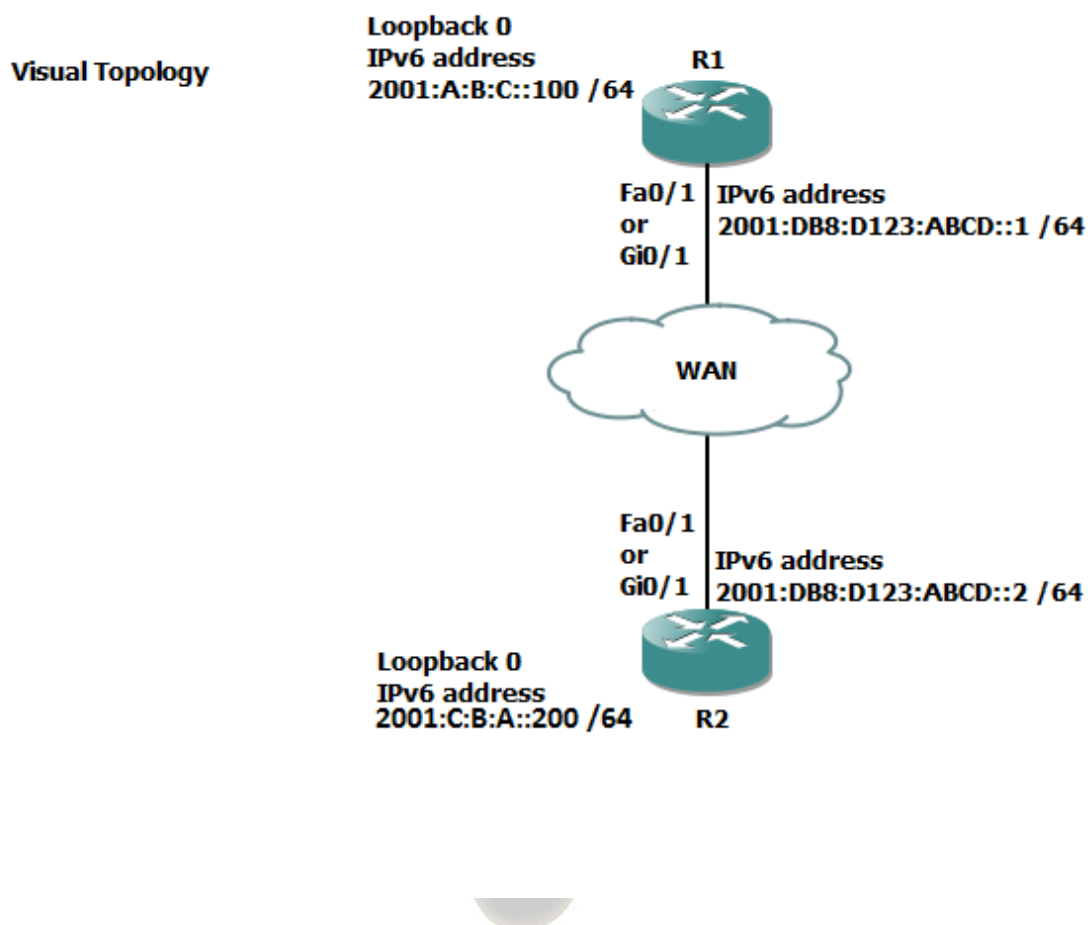 Visual Topology
Loopback 0
IPv6 address
2001:A:B:C::100 /64
R1
Fa0/1
or
Gi0/1
IPv6 address
2001:DB8:D123:ABCD::1 /64
WAN
Fa0/1
or
Gi0/1
IPv6 address
2001:DB8:D123:ABCD::2 /64
Loopback 0
IPv6 address
2001:C:B:A::200 /64
R2